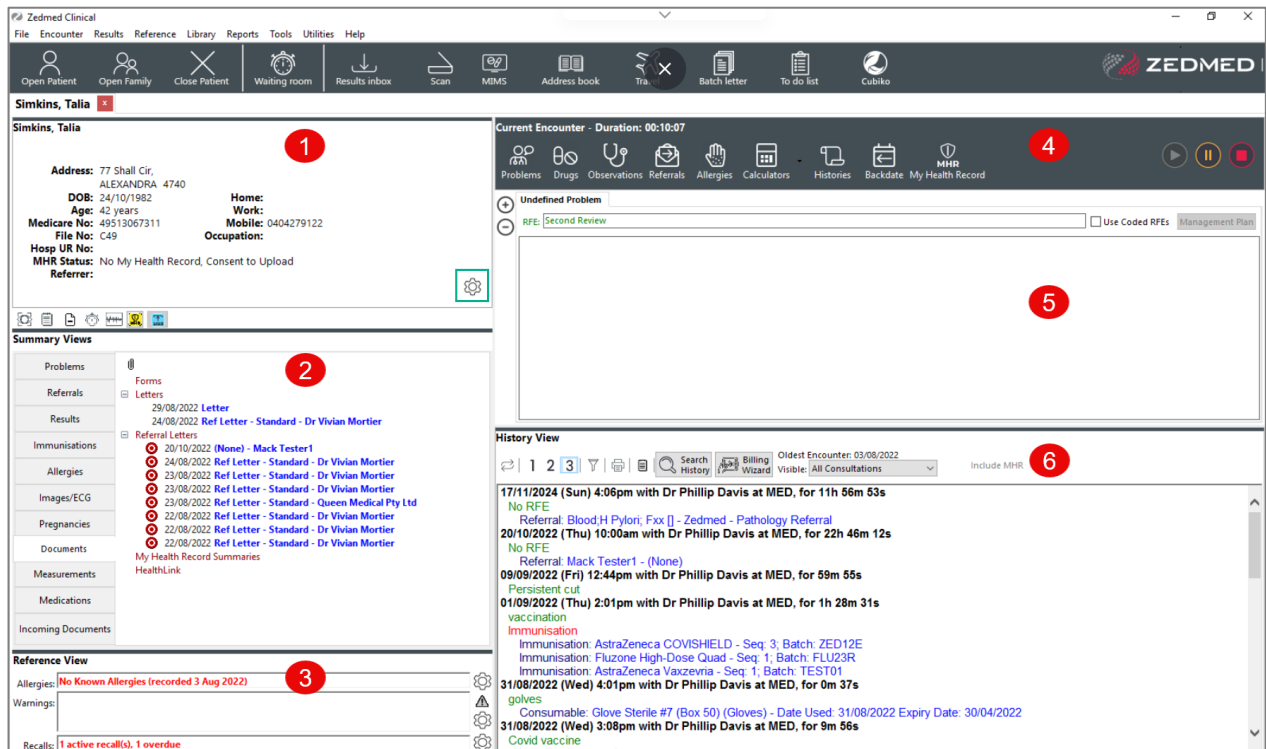 Zedmed Clinical
File Encounter Results Reference Library Reports Tools Utilities Help
Open Patient Open Family Close Patient Waiting room Results inbox Scan MIMS Address book Batch letter To do list Cubiko
ZEDMED
Simkins, Talia x
Simkins, Talia
1
Address: 77 Shall Cir,
ALEXANDRA 4740
DOB: 24/10/1982 Home:
Age: 42 years Work:
Medicare No: 49513067311 Mobile: 0404279122
File No: C49 Occupation:
Hosp UR No:
MHR Status: No My Health Record, Consent to Upload
Referrer:
Summary Views
2
Problems
Referrals
Results
Immunisations
Allergies
Images/ECG
Pregnancies
Documents
Measurements
Medications
Incoming Documents
Forms
Letters
29/08/2022 Letter
24/08/2022 Ref Letter - Standard - Dr Vivian Mortier
Referral Letters
20/10/2022 (None) - Mack Tester1
24/08/2022 Ref Letter - Standard - Dr Vivian Mortier
23/08/2022 Ref Letter - Standard - Dr Vivian Mortier
23/08/2022 Ref Letter - Standard - Dr Vivian Mortier
23/08/2022 Ref Letter - Standard - Queen Medical Pty Ltd
22/08/2022 Ref Letter - Standard - Dr Vivian Mortier
22/08/2022 Ref Letter - Standard - Dr Vivian Mortier
22/08/2022 Ref Letter - Standard - Dr Vivian Mortier
My Health Record Summaries
HealthLink
Reference View
3
Allergies: No Known Allergies (recorded 3 Aug 2022)
Warnings:
Recalls: 1 active recall(s), 1 overdue
Current Encounter - Duration: 00:10:07
4
MHR
Problems Drugs Observations Referrals Allergies Calculators Histories Backdate My Health Record
Undefined Problem
RFE: Second Review Use Coded RFEs Management Plan
5
History View
6
1 2 3 Search History Billing Wizard
Oldest Encounter: 03/08/2022
Visible: All Consultations Include MHR
17/11/2024 (Sun) 4:06pm with Dr Phillip Davis at MED, for 11h 56m 53s
No RFE
Referral: Blood;H Pylori; Fxx [] - Zedmed - Pathology Referral
20/10/2022 (Thu) 10:00am with Dr Phillip Davis at MED, for 22h 46m 12s
No RFE
Referral: Mack Tester1 - (None)
09/09/2022 (Fri) 12:44pm with Dr Phillip Davis at MED, for 59m 55s
Persistent cut
01/09/2022 (Thu) 2:01pm with Dr Phillip Davis at MED, for 1h 28m 31s
vaccination
Immunisation
Immunisation: AstraZeneca COVISHIELD - Seq: 3; Batch: ZED12E
Immunisation: Fluzone High-Dose Quad - Seq: 1; Batch: FLU23R
Immunisation: AstraZeneca Vaxzevria - Seq: 1; Batch: TEST01
31/08/2022 (Wed) 4:01pm with Dr Phillip Davis at MED, for 0m 37s
golves
Consumable: Glove Sterile #7 (Box 50) (Gloves) - Date Used: 31/08/2022 Expiry Date: 30/04/2022
31/08/2022 (Wed) 3:08pm with Dr Phillip Davis at MED, for 9m 56s
Covid vaccine